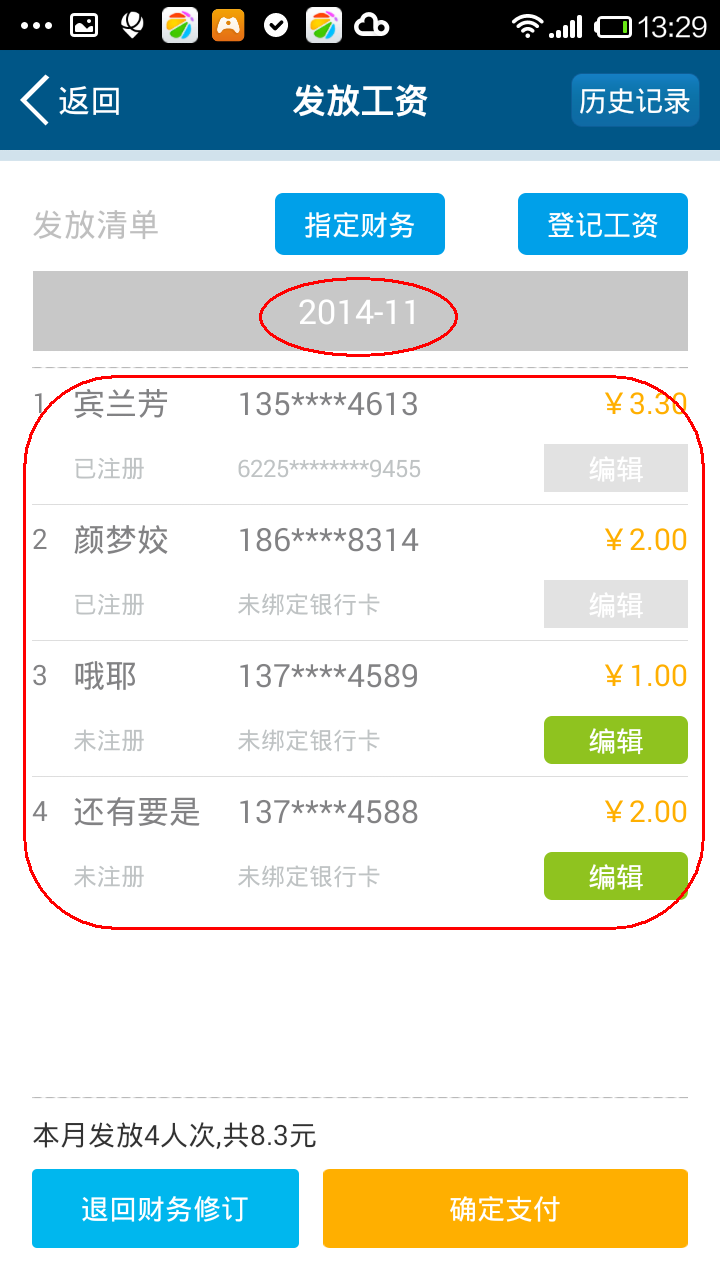 13:29
返回 发放工资 历史记录
发放清单 指定财务 登记工资
2014-11
1 宾兰芳 135****4613 ￥3.30
已注册 6225********9455 编辑
2 颜梦姣 186****8314 ￥2.00
已注册 未绑定银行卡 编辑
3 哦耶 137****4589 ￥1.00
未注册 未绑定银行卡 编辑
4 还有要是 137****4588 ￥2.00
未注册 未绑定银行卡 编辑
本月发放4人次,共8.3元
退回财务修订 确定支付